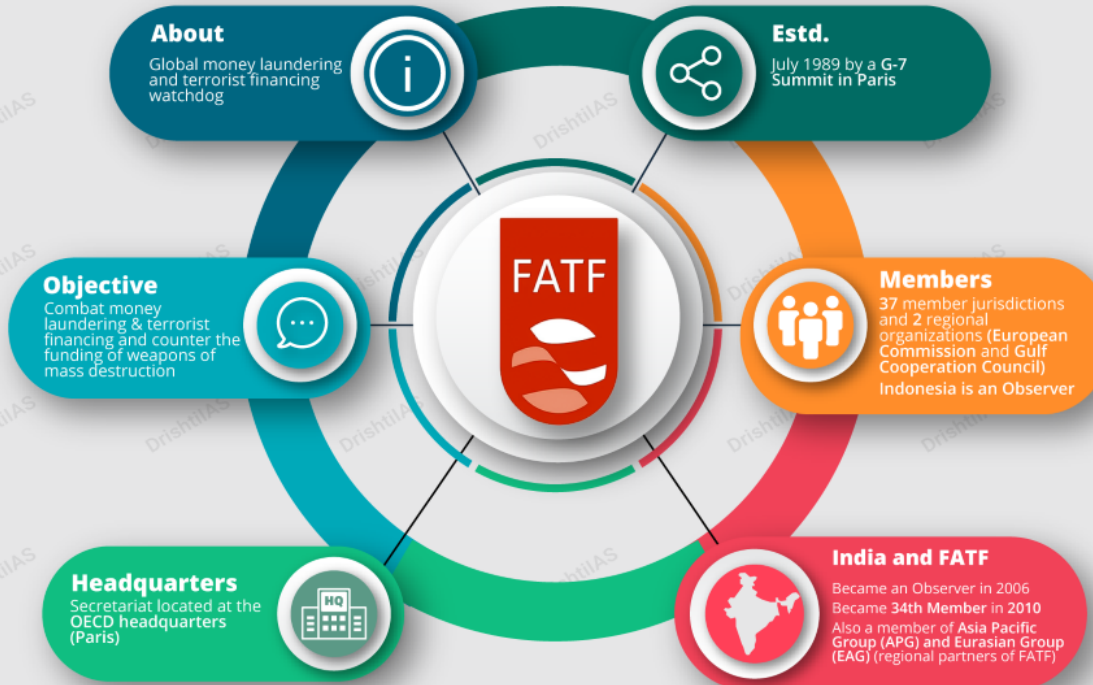 About
Global money laundering
and terrorist financing
watchdog
i
Estd.
July 1989 by a G-7
Summit in Paris
Objective
Combat money
laundering & terrorist
financing and counter the
funding of weapons of
mass destruction
FATF
Members
37 member jurisdictions
and 2 regional
organizations (European
Commission and Gulf
Cooperation Council)
Indonesia is an Observer
Headquarters
Secretariat located at the
OECD headquarters
(Paris)
HQ
India and FATF
Became an Observer in 2006
Became 34th Member in 2010
Also a member of Asia Pacific
Group (APG) and Eurasian Group
(EAG) (regional partners of FATF)
DrishtiIAS